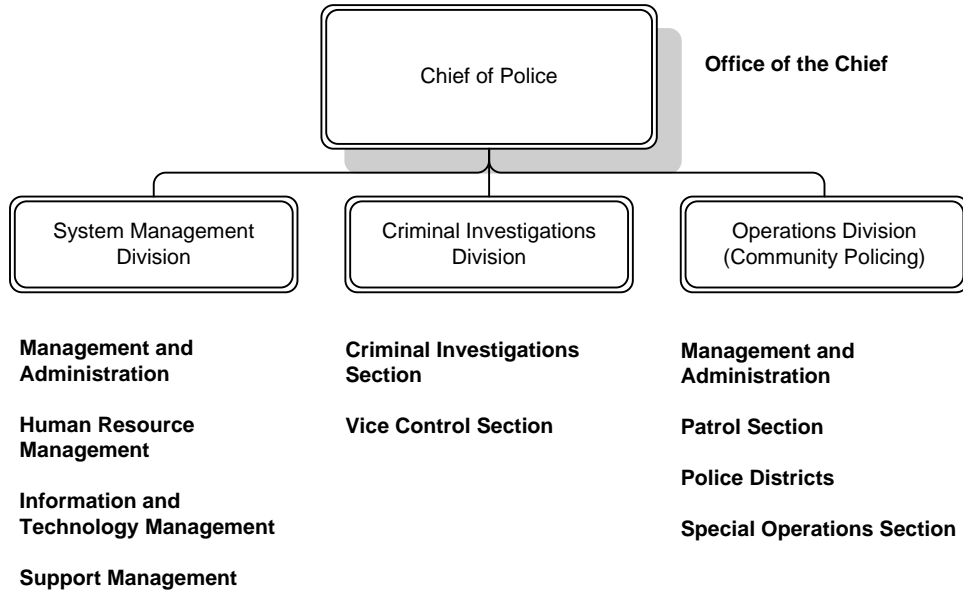 Chief of Police
Office of the Chief
System Management
Division
Criminal Investigations
Division
Operations Division
(Community Policing)
Management and
Administration
Human Resource
Management
Information and
Technology Management
Support Management
Criminal Investigations
Section
Vice Control Section
Management and
Administration
Patrol Section
Police Districts
Special Operations Section